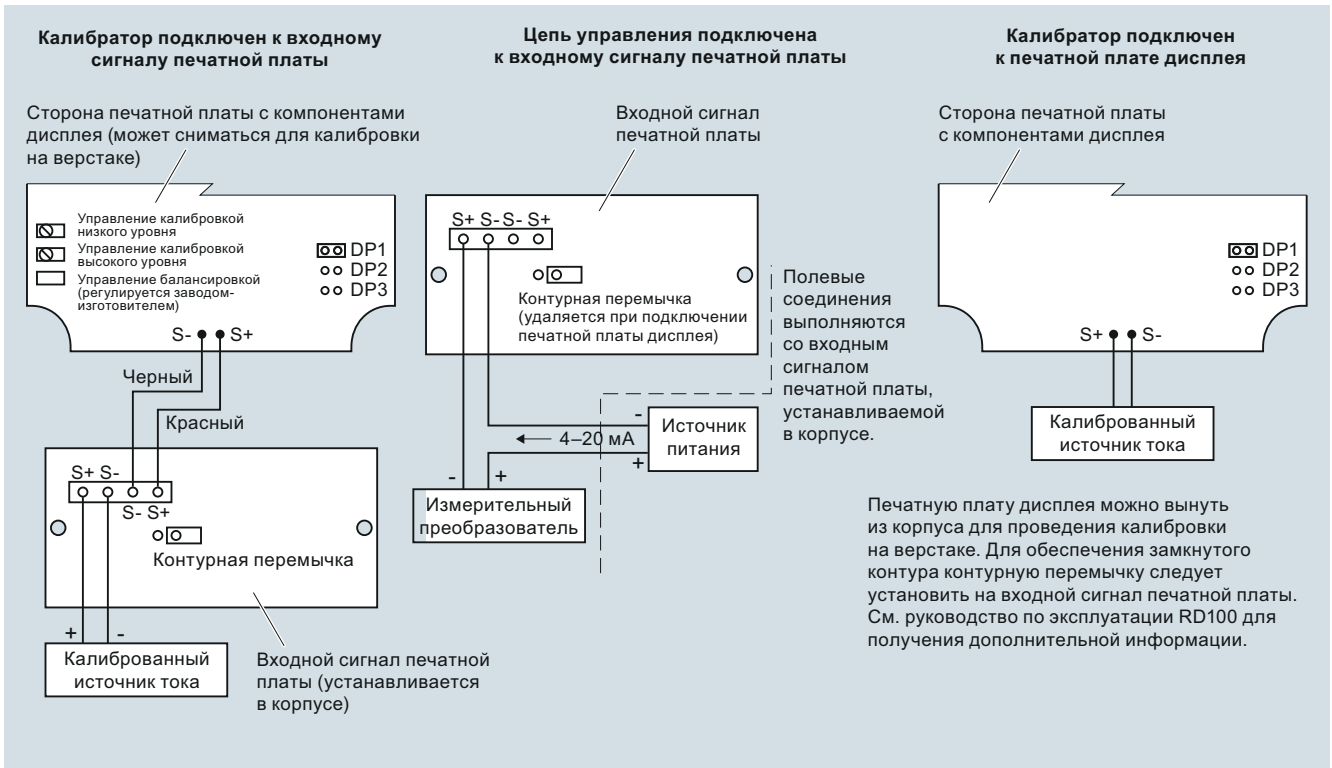 Калибратор подключен к входному
сигналу печатной платы
Сторона печатной платы с компонентами
дисплея (может сниматься для калибровки
на верстаке)
Управление калибровкой
низкого уровня
Управление калибровкой
высокого уровня
Управление балансировкой
(регулируется заводом-
изготовителем)
DP1
DP2
DP3
S- S+
Черный
Красный
S+ S-
S- S+
Контурная перемычка
+ -
Калиброванный
источник тока
Входной сигнал печатной
платы (устанавливается
в корпусе)
Цепь управления подключена
к входному сигналу печатной платы
Входной сигнал
печатной платы
S+ S- S- S+
Контурная перемычка
(удаляется при подключении
печатной платы дисплея)
Полевые
соединения
выполняются
со входным
сигналом
печатной платы,
устанавливаемой
в корпусе.
-
4–20 мА
+
Источник
питания
- +
Измерительный
преобразователь
Калибратор подключен
к печатной плате дисплея
Сторона печатной платы
с компонентами дисплея
DP1
DP2
DP3
S+ S-
Калиброванный
источник тока
Печатную плату дисплея можно вынуть
из корпуса для проведения калибровки
на верстаке. Для обеспечения замкнутого
контура контурную перемычку следует
установить на входной сигнал печатной платы.
См. руководство по эксплуатации RD100 для
получения дополнительной информации.